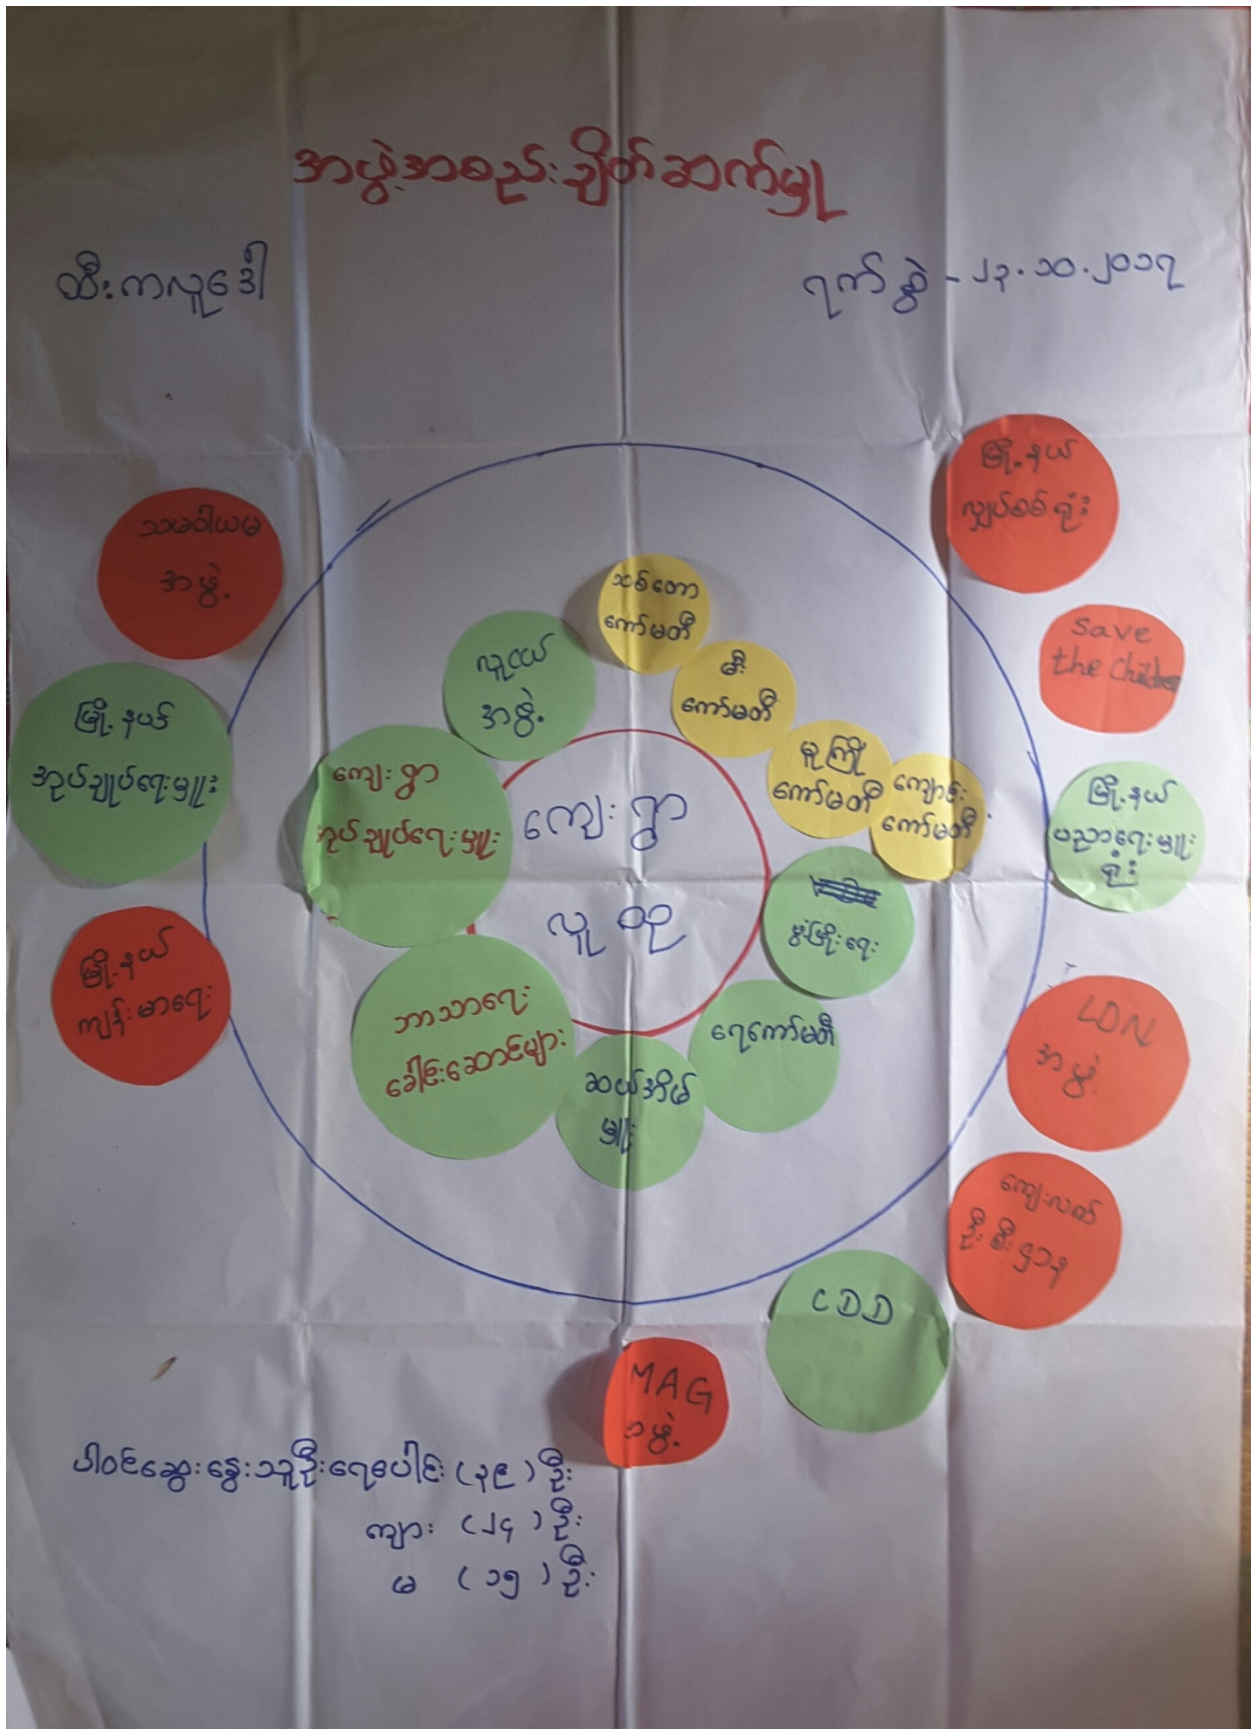 အဖွဲ့အစည်းချိတ်ဆက်မှု
ထီးကလူဒေါ
ရက်စွဲ - ၂၃.၁၀.၂၀၁၇
မြို့နယ်
လျှပ်စစ်ရုံး
သမဝါယမ
အဖွဲ့
သစ်တော
ကော်မတီ
Save
the Children
လူငယ်
အဖွဲ့
မီး
ကော်မတီ
မြို့နယ်
အုပ်ချုပ်ရေးမှူး
မူကြို
ကော်မတီ
ကျောင်း
ကော်မတီ
ကျေးရွာ
အုပ်ချုပ်ရေးမှူး
ကျေးရွာ
လူထု
မြို့နယ်
ပညာရေးမှူး
ရုံး
ဖွံ့ဖြိုးရေး
မြို့နယ်
ကျန်းမာရေး
ဘာသာရေး
ခေါင်းဆောင်များ
ရေကော်မတီ
LDN
အဖွဲ့
ဆယ်အိမ်
မှူး
ကျေးလက်
ဦးစီးဌာန
CDD
MAG
အဖွဲ့
ပါဝင်ဆွေးနွေးသူဦးရေပေါင်း (၃၉) ဦး
ကျား (၂၄) ဦး
မ (၁၅) ဦး